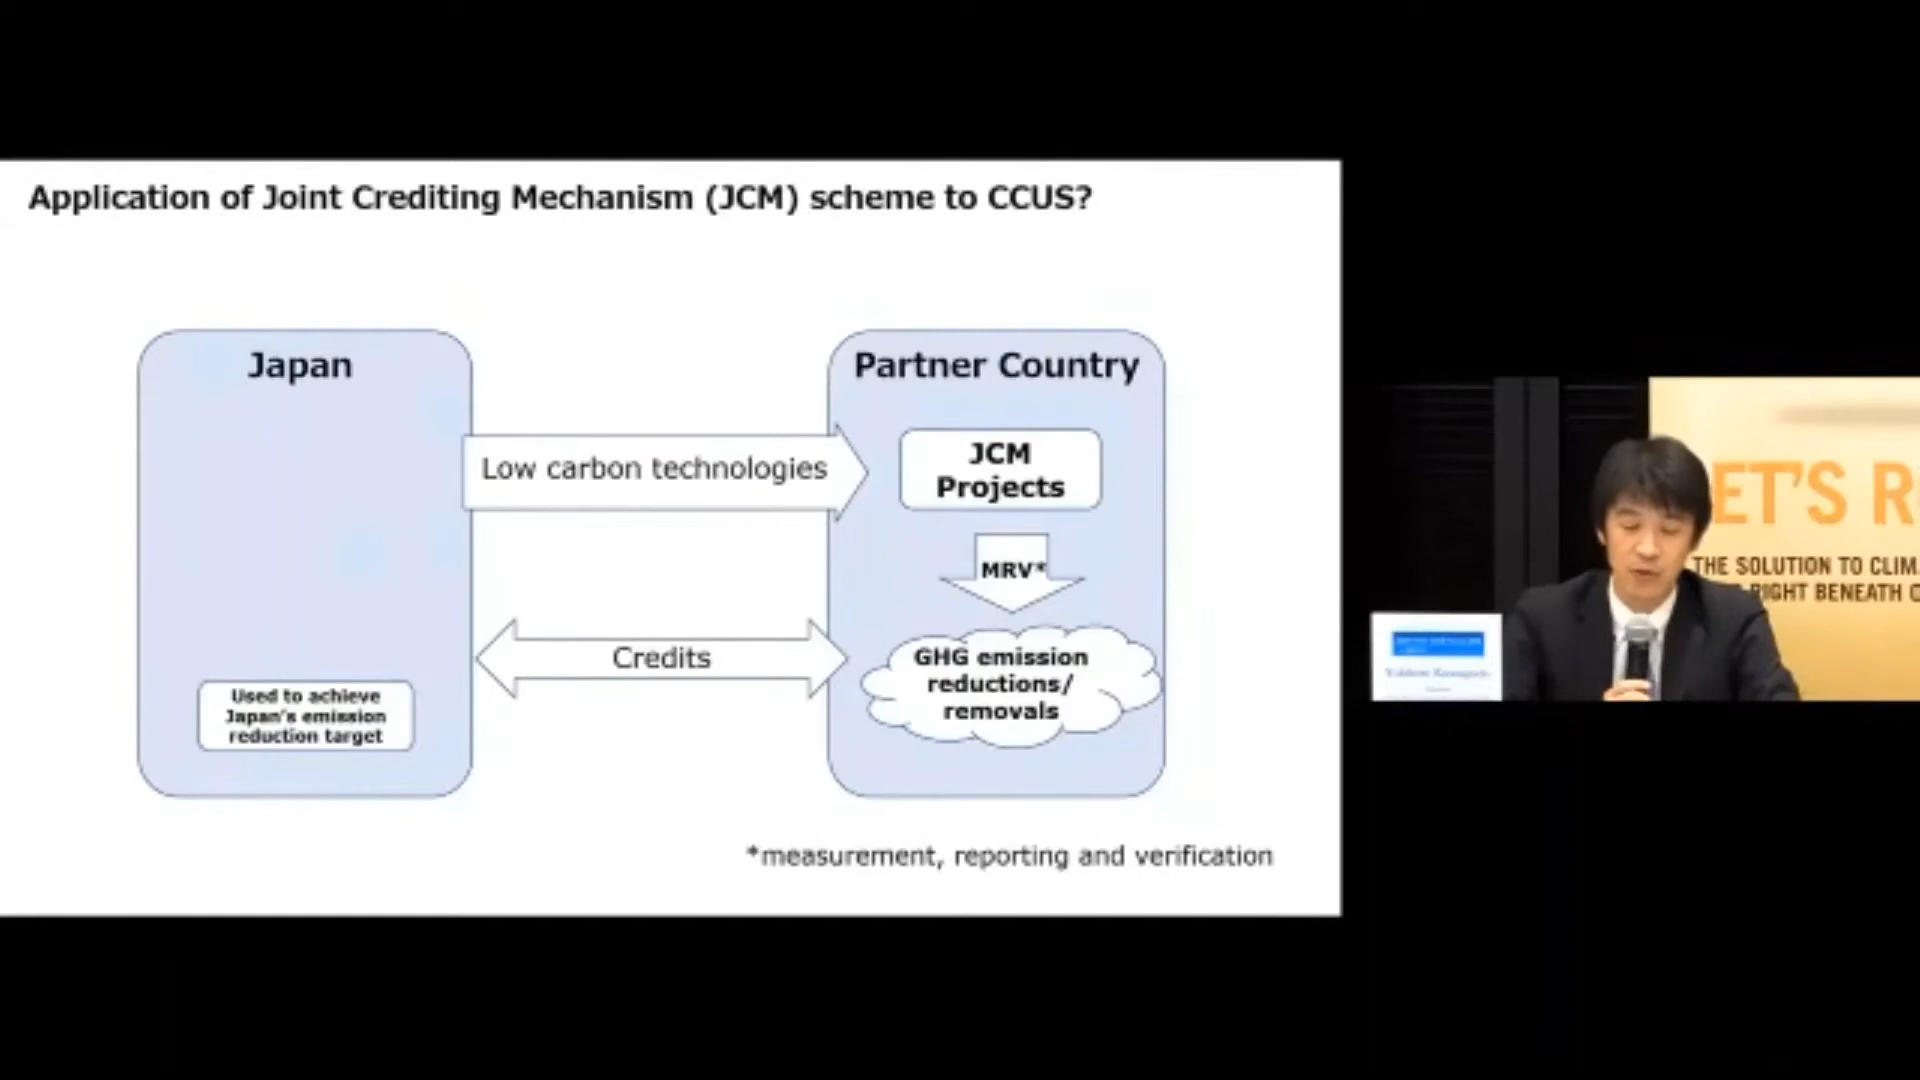 Application of Joint Crediting Mechanism (JCM) scheme to CCUS?
Japan
Partner Country
Low carbon technologies
JCM
Projects
MRV*
Credits
GHG emission
reductions/
removals
Used to achieve
Japan's emission
reduction target
*measurement, reporting and verification
ET'S R
THE SOLUTION TO CLIM
RIGHT BENEATH O